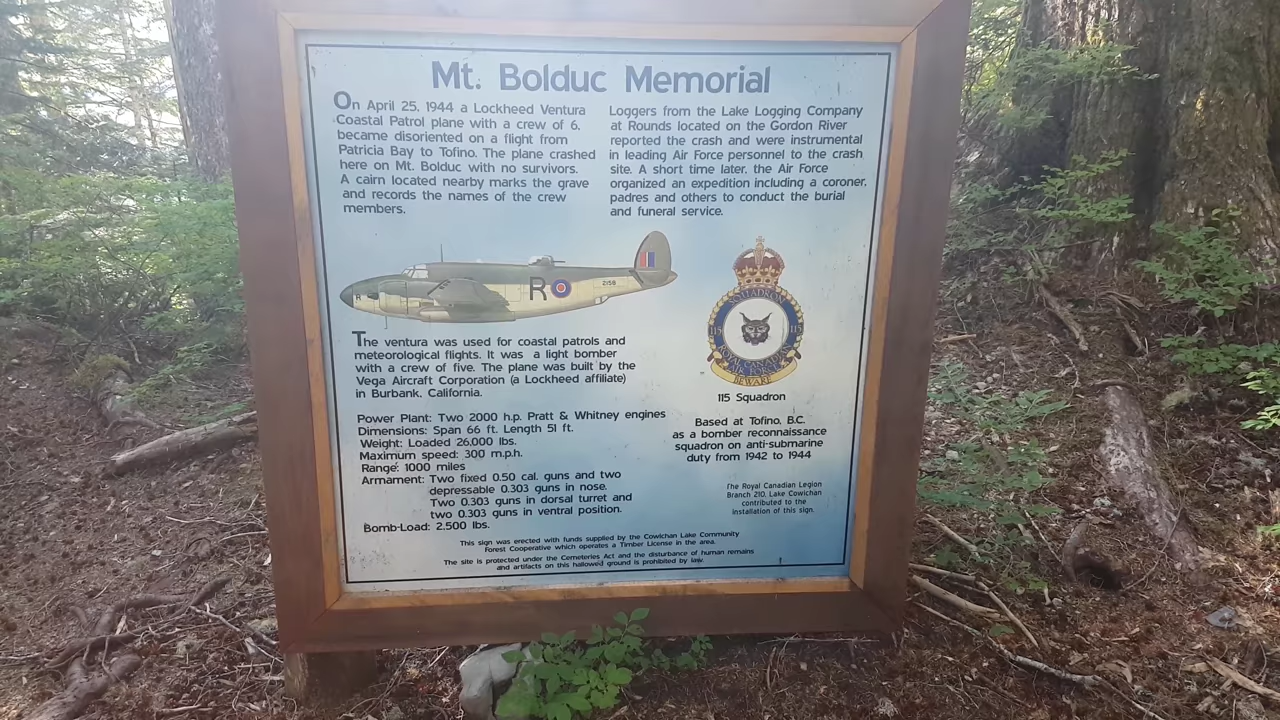 Mt. Bolduc Memorial
On April 25, 1944 a Lockheed Ventura
Coastal Patrol plane with a crew of 6,
became disoriented on a flight from
Patricia Bay to Tofino. The plane crashed
here on Mt. Bolduc with no survivors.
A cairn located nearby marks the grave
and records the names of the crew
members.
Loggers from the Lake Logging Company
at Rounds located on the Gordon River
reported the crash and were instrumental
in leading Air Force personnel to the crash
site. A short time later, the Air Force
organized an expedition including a coroner,
padres and others to conduct the burial
and funeral service.
R
R
2158
SQUADRON
115
115
ROYAL CANADIAN
AIR FORCE
BEWARE
115 Squadron
Based at Tofino, B.C.
as a bomber reconnaissance
squadron on anti-submarine
duty from 1942 to 1944
The Royal Canadian Legion
Branch 210, Lake Cowichan
contributed to the
installation of this sign.
The ventura was used for coastal patrols and
meteorological flights. It was a light bomber
with a crew of five. The plane was built by the
Vega Aircraft Corporation (a Lockheed affiliate)
in Burbank, California.
Power Plant: Two 2000 h.p. Pratt & Whitney engines
Dimensions: Span 66 ft. Length 51 ft.
Weight: Loaded 26,000 lbs.
Maximum speed: 300 m.p.h.
Range: 1000 miles
Armament: Two fixed 0.50 cal. guns and two
depressable 0.303 guns in nose.
Two 0.303 guns in dorsal turret and
two 0.303 guns in ventral position.
Bomb-Load: 2,500 lbs.
This sign was erected with funds supplied by the Cowichan Lake Community
Forest Cooperative which operates a Timber License in the area.
The site is protected under the Cemeteries Act and the disturbance of human remains
and artifacts on this hallowed ground is prohibited by law.